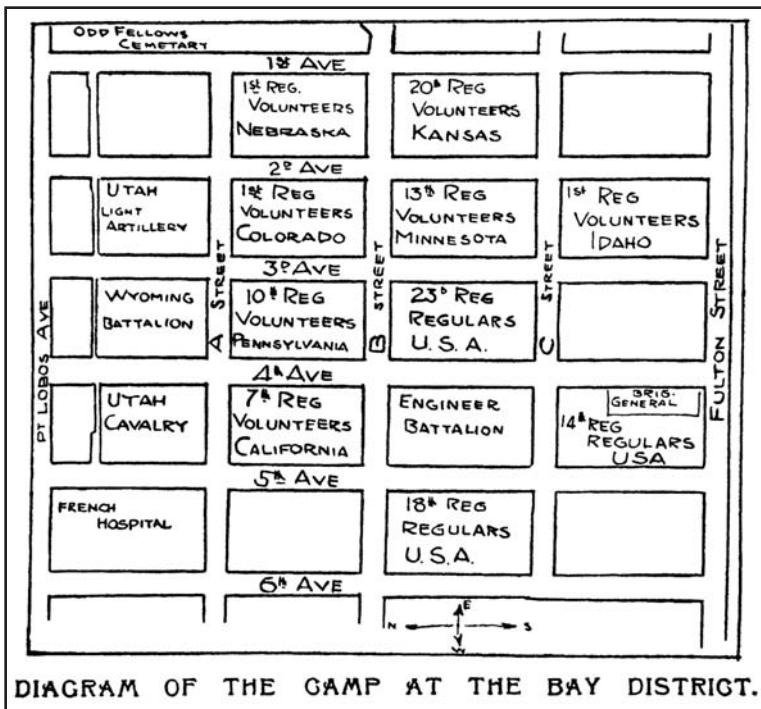 ODD FELLOWS
CEMETARY
1st AVE
1st REG.
VOLUNTEERS
NEBRASKA
20th REG
VOLUNTEERS
KANSAS
2D AVE
UTAH
LIGHT
ARTILLERY
1st REG
VOLUNTEERS
COLORADO
13th REG
VOLUNTEERS
MINNESOTA
1st REG
VOLUNTEERS
IDAHO
3D AVE
PT LOBOS AVE
WYOMING
BATTALION
A STREET
10th REG
VOLUNTEERS
PENNSYLVANIA
B STREET
23D REG
REGULARS
U.S.A.
C STREET
FULTON STREET
4th AVE
UTAH
CAVALRY
7th REG
VOLUNTEERS
CALIFORNIA
ENGINEER
BATTALION
BRIG-
GENERAL
14th REG
REGULARS
USA
5th AVE
FRENCH
HOSPITAL
18th REG
REGULARS
U.S.A.
6th AVE
E
N S
W
DIAGRAM OF THE CAMP AT THE BAY DISTRICT.